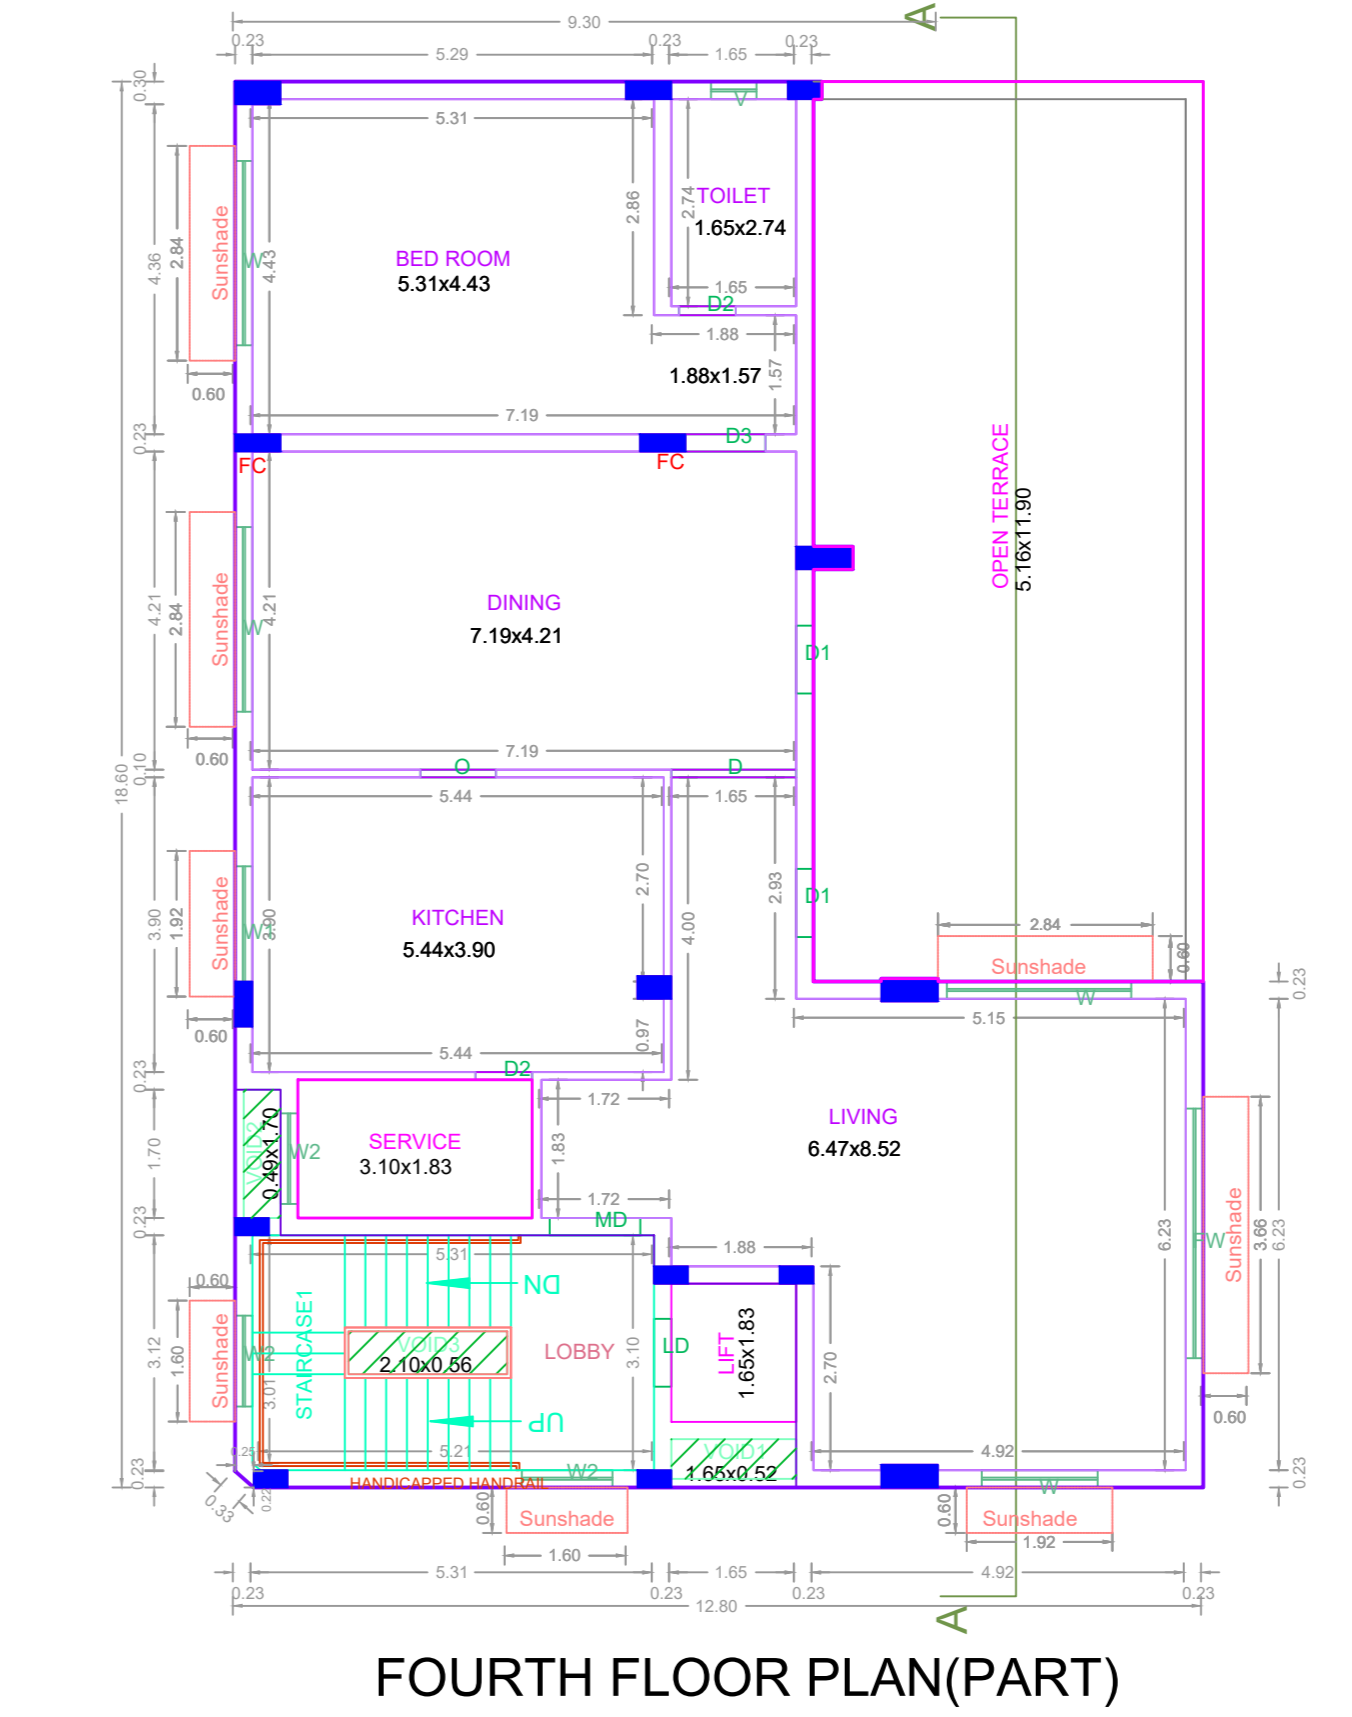 A
9.30
0.23
5.29
0.23
1.65
0.23
0.30
V
5.31
TOILET
1.65x2.74
2.74
2.86
Sunshade
W
2.84
4.36
4.43
BED ROOM
5.31x4.43
1.65
D2
1.88
1.88x1.57
1.57
0.60
7.19
0.23
D3
FC
FC
OPEN TERRACE
5.16x11.90
Sunshade
W
2.84
4.21
4.21
DINING
7.19x4.21
D1
7.19
0.60
0.10
18.60
O
D
5.44
1.65
2.70
2.93
4.00
D1
Sunshade
1.92
3.90
3.90
KITCHEN
5.44x3.90
2.84
Sunshade
0.60
W
0.23
5.15
0.60
0.97
5.44
D2
0.23
1.72
LIVING
6.47x8.52
SERVICE
3.10x1.83
1.83
VOID2
0.49x1.70
W2
1.70
1.72
MD
0.23
1.88
6.23
Sunshade
3.66
6.23
5.31
DN
0.60
STAIRCASE1
VOID3
2.10x0.56
LOBBY
3.10
LD
LIFT
1.65x1.83
2.70
Sunshade
W2
1.60
3.12
3.01
UP
0.60
5.21
VOID1
1.65x0.52
4.92
0.23
HANDICAPPED HANDRAIL
W2
W
0.23
0.33
0.60
Sunshade
0.60
Sunshade
1.60
1.92
5.31
1.65
4.92
0.23
0.23
0.23
0.23
12.80
A
FOURTH FLOOR PLAN(PART)